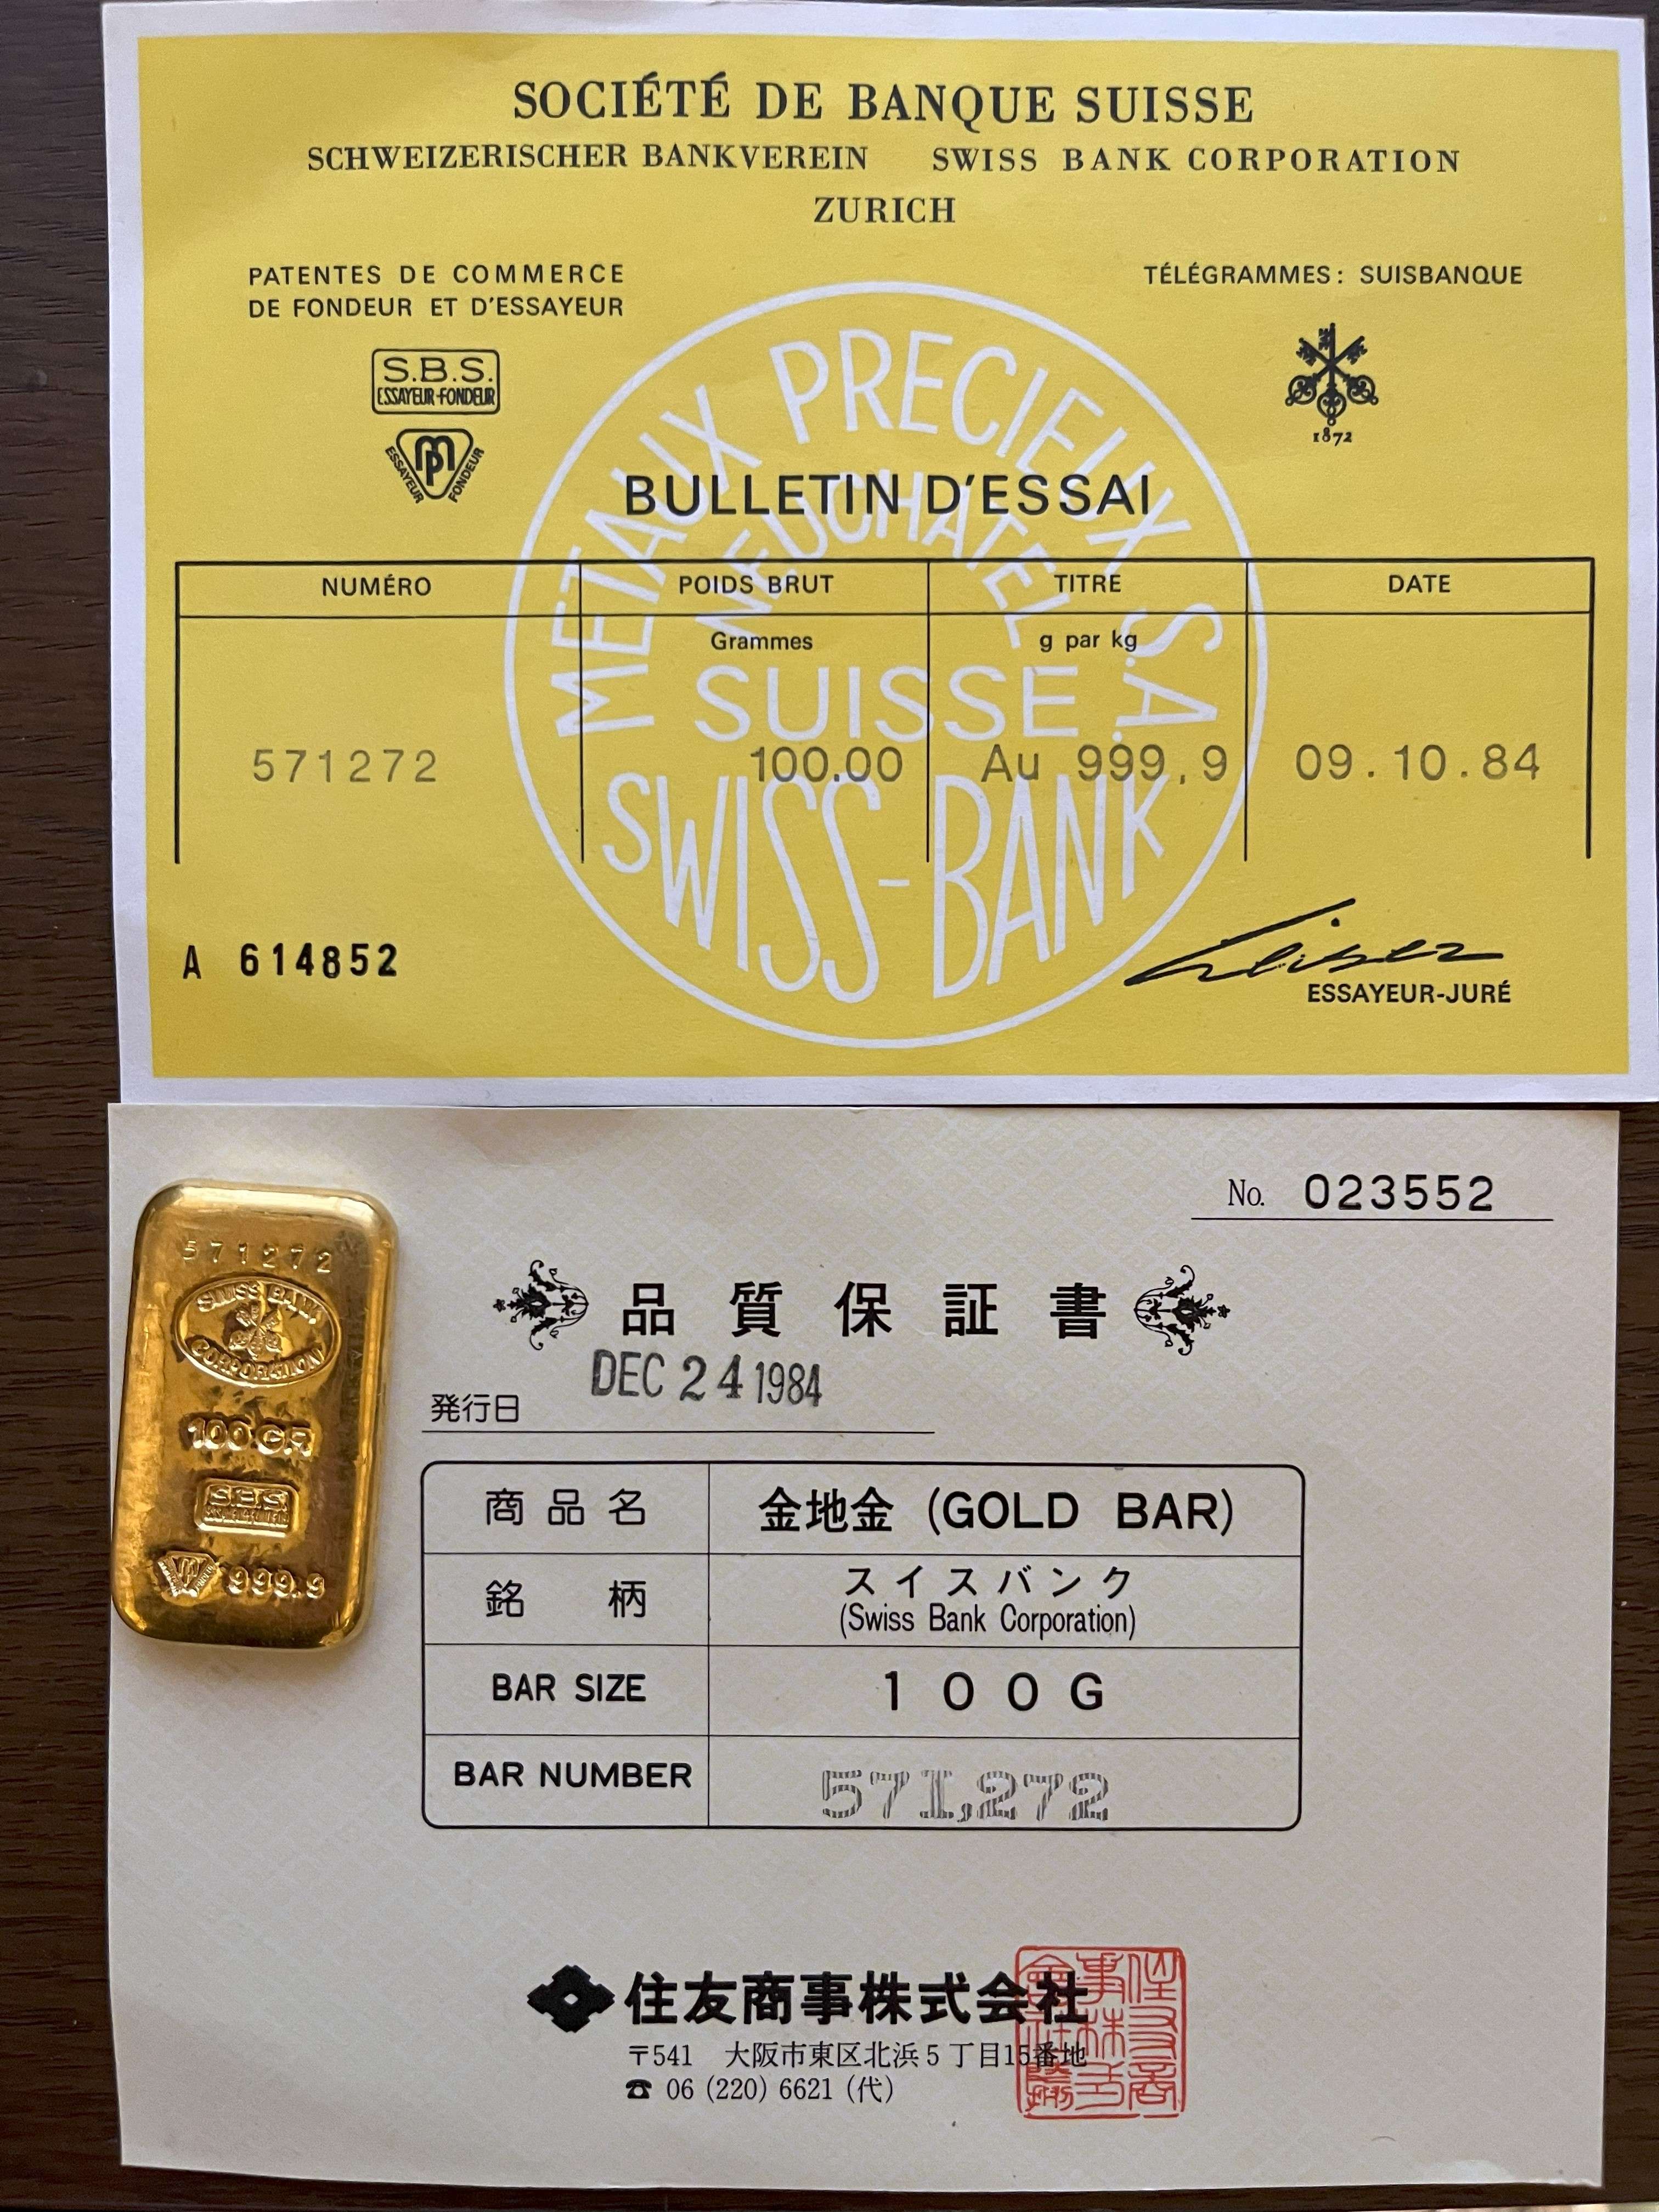 SOCIÉTÉ DE BANQUE SUISSE
SCHWEIZERISCHER BANKVEREIN SWISS BANK CORPORATION
ZURICH
PATENTES DE COMMERCE
DE FONDEUR ET D'ESSAYEUR
TÉLÉGRAMMES: SUISBANQUE
S.B.S.
ESSAYEUR-FONDEUR
MP
ESSAYEUR FONDEUR
1872
METAUX PRECIEUX S.A.
NEUCHATEL
SUISSE
SWISS-BANK
BULLETIN D'ESSAI
NUMÉRO POIDS BRUT TITRE DATE
Grammes g par kg
571272 100.00 Au 999,9 09.10.84
A 614852
ESSAYEUR-JURÉ
No. 023552
571272
SWISS BANK
CORPORATION
100 GR
S.B.S.
999.9
品質保証書
発行日 DEC 24 1984
商品名 金地金 (GOLD BAR)
銘柄 スイスバンク
(Swiss Bank Corporation)
BAR SIZE 100G
BAR NUMBER 571,272
住友商事株式会社
〒541 大阪市東区北浜5丁目15番地
☎ 06 (220) 6621 (代)